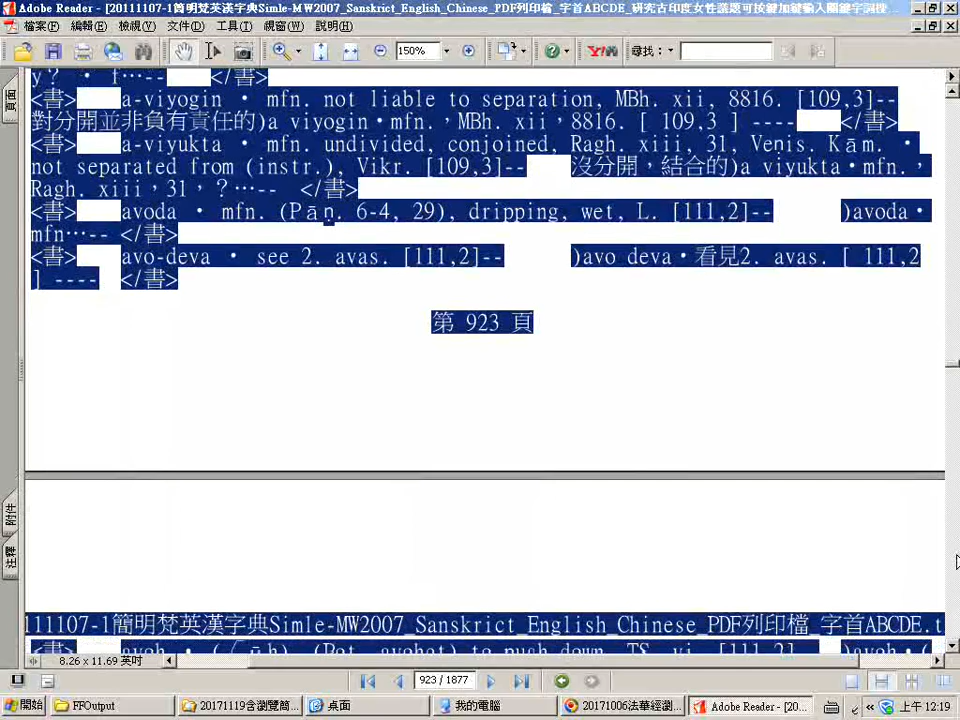 Adobe Reader - [20111107-1簡明梵英漢字典Simle-MW2007_Sanskrict_English_Chinese_PDF列印檔_字首ABCDE_研究古印度女性議題可按鍵加鍵輸入關鍵字詞搜
檔案(F) 編輯(E) 檢視(V) 文件(D) 工具(T) 視窗(W) 說明(H)
150% 尋找:
頁面
y? · f…-- </書>
<書> a-viyogin · mfn. not liable to separation, MBh. xii, 8816. [109,3]--
對分開並非負有責任的)a viyogin·mfn.,MBh. xii,8816. [ 109,3 ] ---- </書>
<書> a-viyukta · mfn. undivided, conjoined, Ragh. xiii, 31, Veṇis. Kām. ·
not separated from (instr.), Vikr. [109,3]-- 沒分開,結合的)a viyukta·mfn.,
Ragh. xiii,31,?…-- </書>
<書> avoda · mfn. (Pāṇ. 6-4, 29), dripping, wet, L. [111,2]-- )avoda·
mfn…-- </書>
<書> avo-deva · see 2. avas. [111,2]-- )avo deva·看見2. avas. [ 111,2
] ---- </書>
第 923 頁
附件
注釋
111107-1簡明梵英漢字典Simle-MW2007_Sanskrict_English_Chinese_PDF列印檔_字首ABCDE.t
8.26 x 11.69 英吋
923 / 1877
開始 FFOutput 20171119含瀏覽簡... 桌面 我的電腦 20171006法華經瀏... Adobe Reader - [20... 上午 12:19